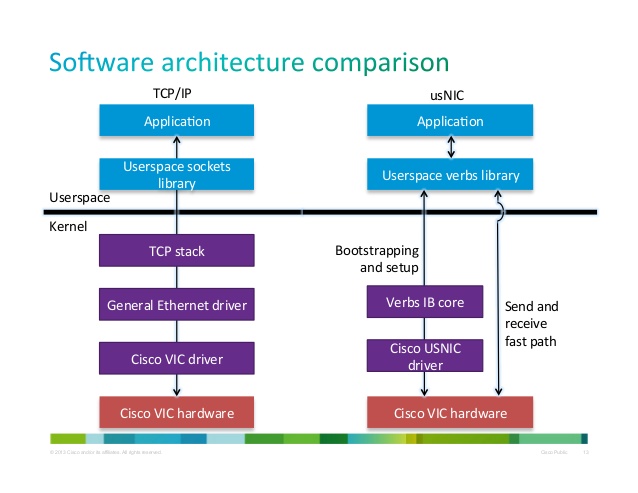 Software architecture comparison
TCP/IP
Application
Userspace sockets
library
Userspace
Kernel
TCP stack
General Ethernet driver
Cisco VIC driver
Cisco VIC hardware
usNIC
Application
Userspace verbs library
Bootstrapping
and setup
Verbs IB core
Cisco USNIC
driver
Send and
receive
fast path
Cisco VIC hardware
Cisco and/or its affiliates. All rights reserved.
Cisco Public